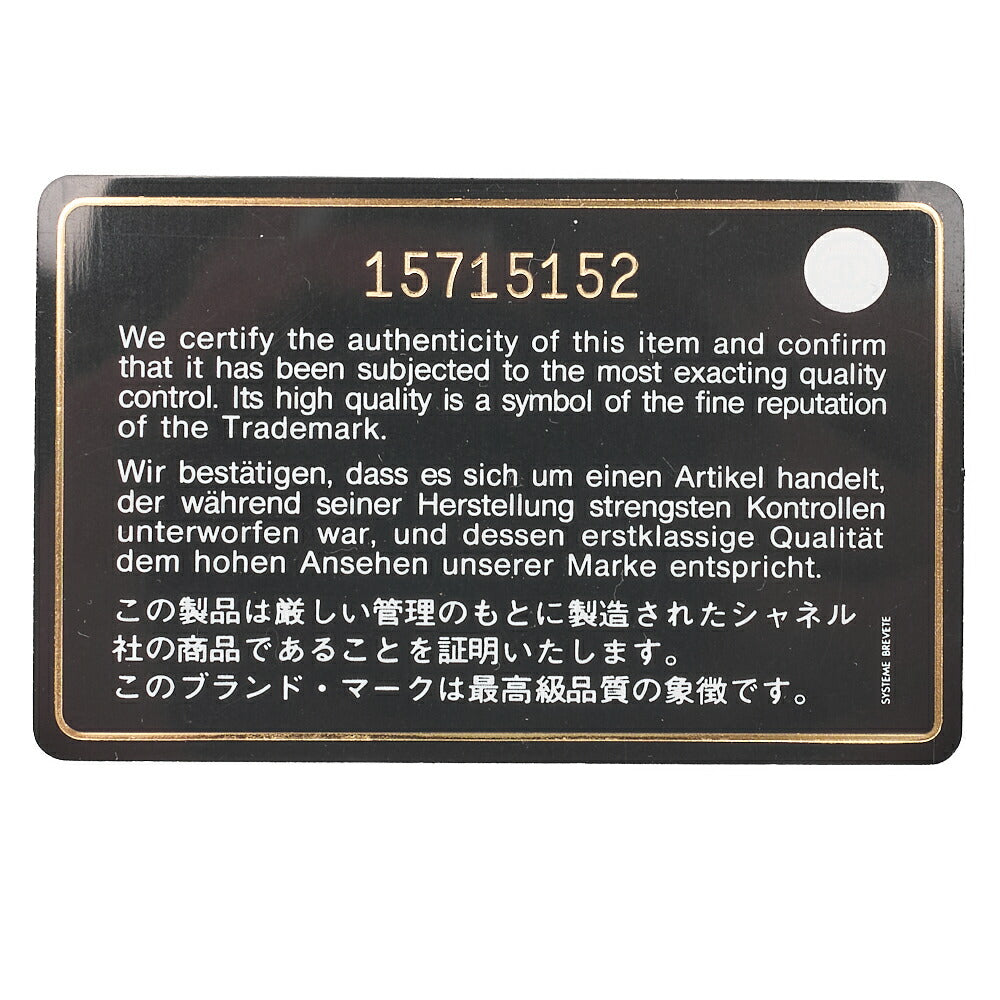 15715152
We certify the authenticity of this item and confirm
that it has been subjected to the most exacting quality
control. Its high quality is a symbol of the fine reputation
of the Trademark.
Wir bestätigen, dass es sich um einen Artikel handelt,
der während seiner Herstellung strengsten Kontrollen
unterworfen war, und dessen erstklassige Qualität
dem hohen Ansehen unserer Marke entspricht.
この製品は厳しい管理のもとに製造されたシャネル
社の商品であることを証明いたします。
このブランド・マークは最高級品質の象徴です。
SYSTEME BREVETE